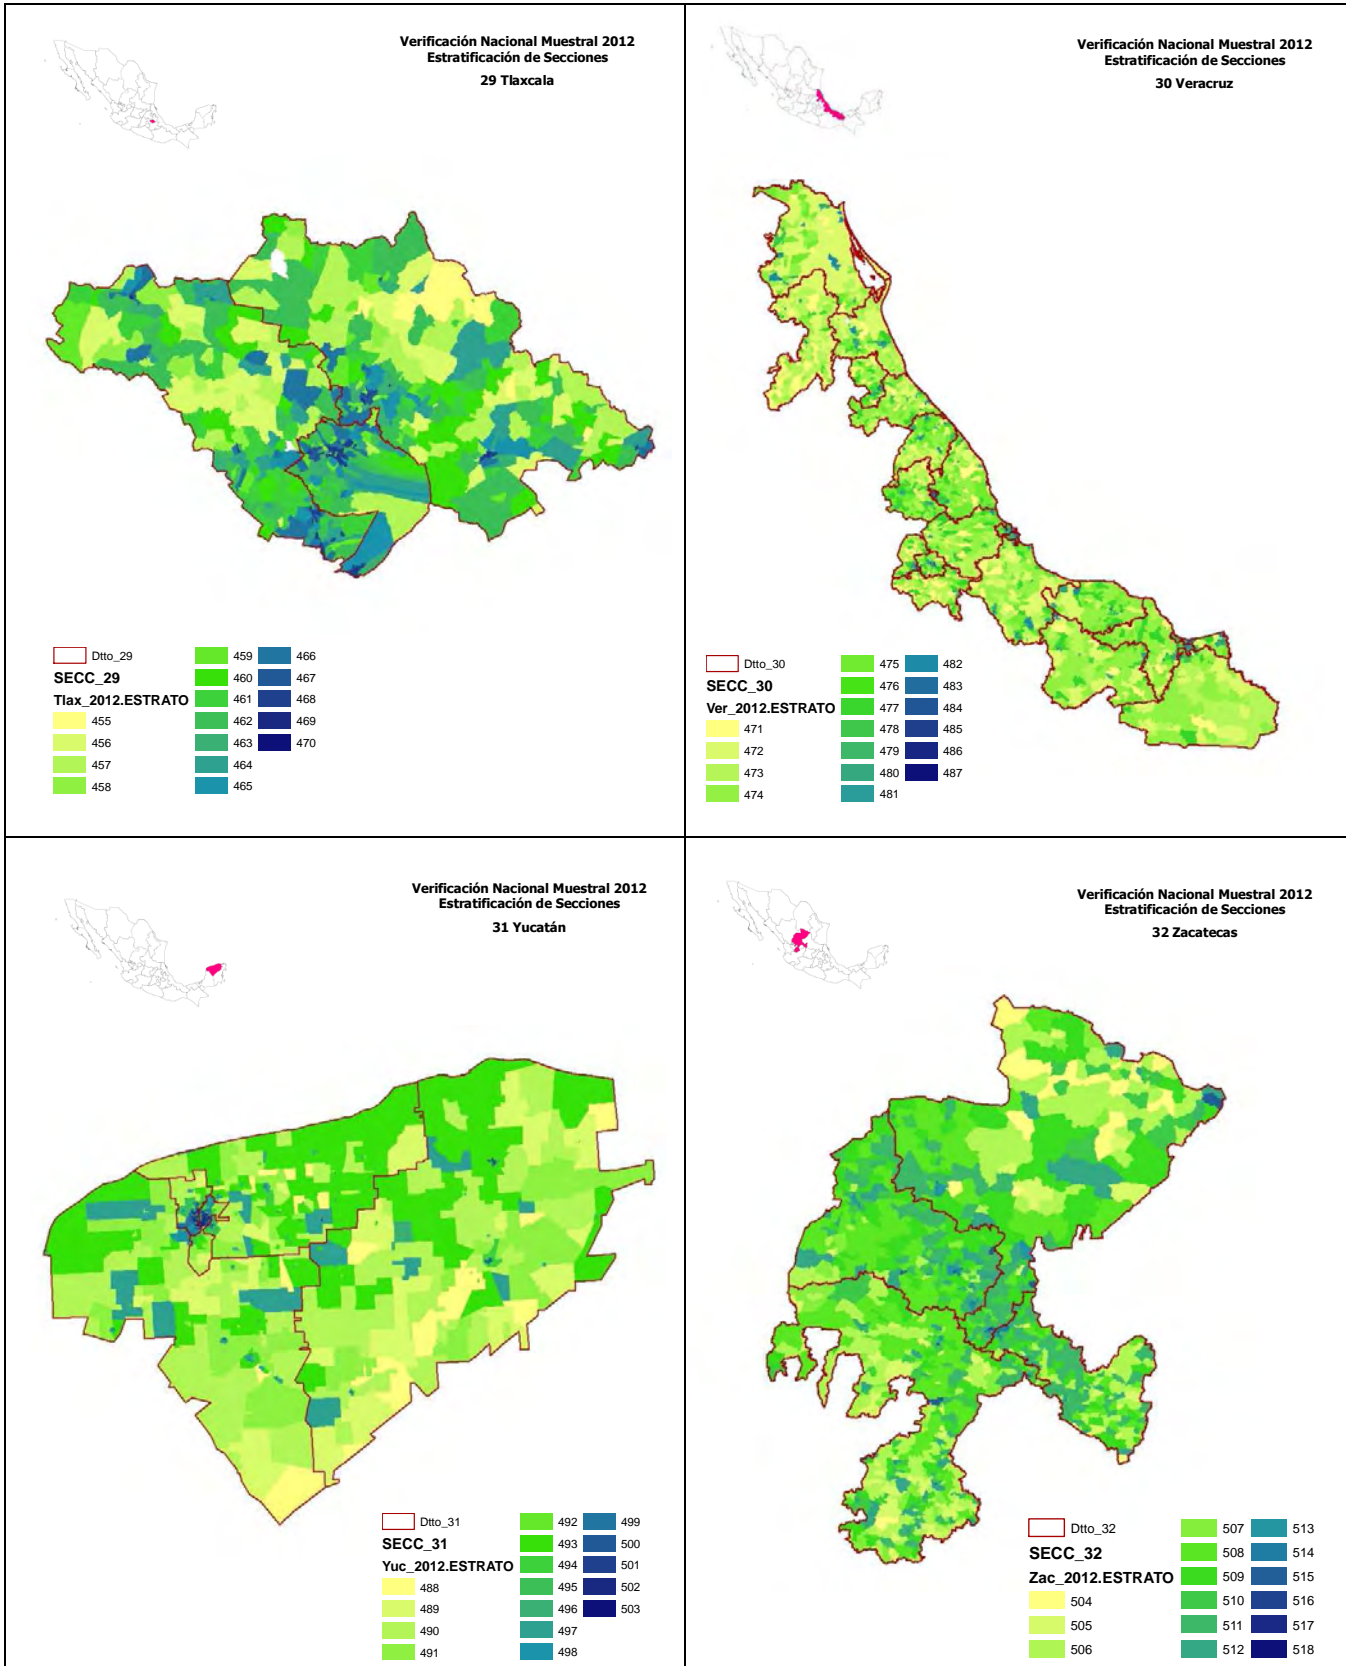 Verificación Nacional Muestral 2012
Estratificación de Secciones
29 Tlaxcala
Dtto_29
SECC_29
Tlax_2012.ESTRATO
455
456
457
458
459
460
461
462
463
464
465
466
467
468
469
470
Verificación Nacional Muestral 2012
Estratificación de Secciones
30 Veracruz
Dtto_30
SECC_30
Ver_2012.ESTRATO
471
472
473
474
475
476
477
478
479
480
481
482
483
484
485
486
487
Verificación Nacional Muestral 2012
Estratificación de Secciones
31 Yucatán
Dtto_31
SECC_31
Yuc_2012.ESTRATO
488
489
490
491
492
493
494
495
496
497
498
499
500
501
502
503
Verificación Nacional Muestral 2012
Estratificación de Secciones
32 Zacatecas
Dtto_32
SECC_32
Zac_2012.ESTRATO
504
505
506
507
508
509
510
511
512
513
514
515
516
517
518